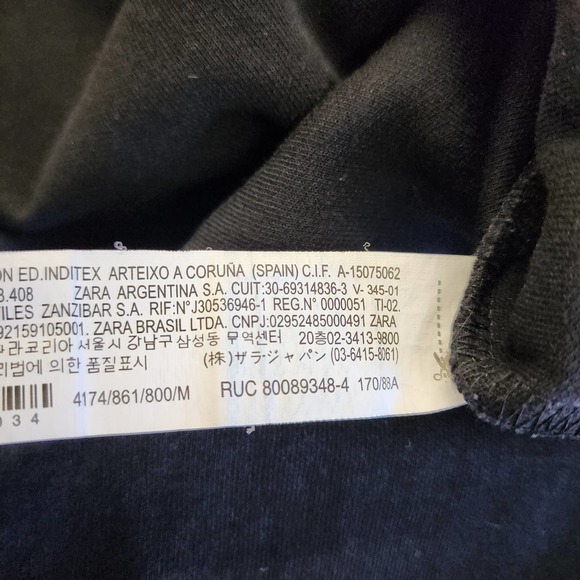 ON ED.INDITEX ARTEIXO A CORUÑA (SPAIN) C.I.F. A-15075062
3.408 ZARA ARGENTINA S.A. CUIT:30-69314836-3 V- 345-01
TILES ZANZIBAR S.A. RIF:N°J30536946-1 REG.N° 0000051 TI-02.
92159105001. ZARA BRASIL LTDA. CNPJ:02952485000491 ZARA
라코리아 서울시 강남구 삼성동 무역센터 20층02-3413-9800
리법에 의한 품질표시 (株) ザラジャパン (03-6415-8061)
4174/861/800/M RUC 80089348-4 170/88A
034